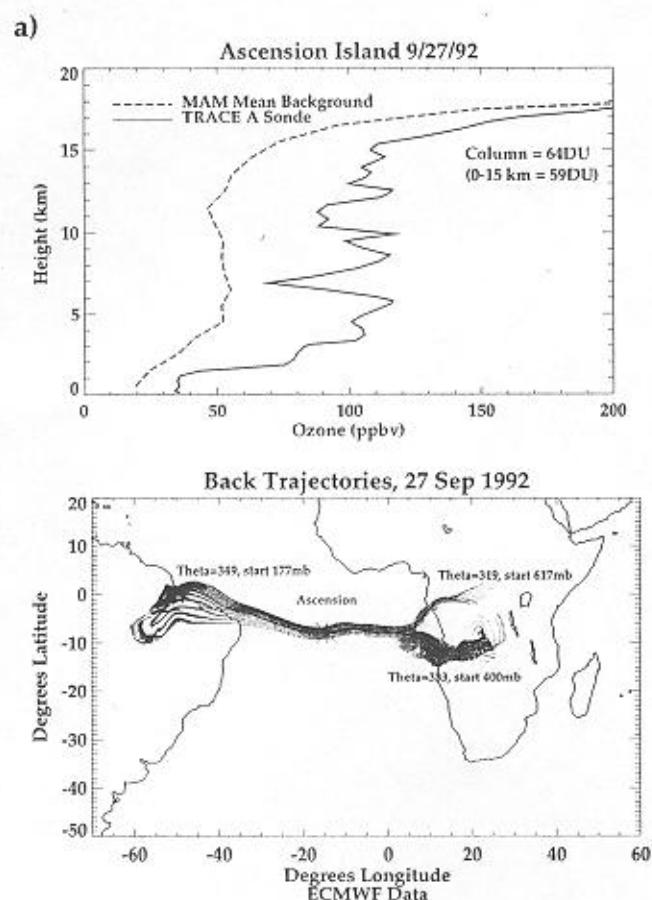 a)
Ascension Island 9/27/92
20
15
10
5
0
Height (km)
MAM Mean Background
TRACE A Sonde
Column = 64DU
(0-15 km = 59DU)
0 50 100 150 200
Ozone (ppbv)
Back Trajectories, 27 Sep 1992
20
10
0
-10
-20
-30
-40
-50
Degrees Latitude
Theta=349, start 177mb
Theta=319, start 617mb
Ascension
Theta=333, start 400mb
-60 -40 -20 0 20 40 60
Degrees Longitude
ECMWF Data